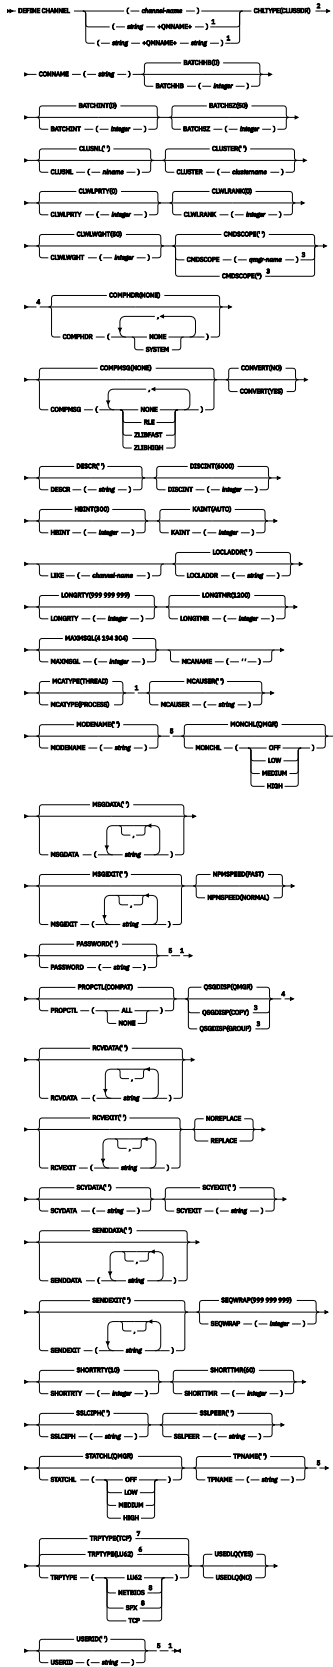 ( channel-name )
DEFINE CHANNEL ( string +QMNAME+ ) 1 CHLTYPE(CLUSSDR) 2
( string +QMNAME+ string ) 1
BATCHHB(0)
CONNAME ( string ) BATCHHB ( integer )
BATCHINT(0) BATCHSZ(50)
BATCHINT ( integer ) BATCHSZ ( integer )
CLUSNL(' ') CLUSTER(' ')
CLUSNL ( nlname ) CLUSTER ( clustername )
CLWLPRTY(0) CLWLRANK(0)
CLWLPRTY ( integer ) CLWLRANK ( integer )
CLWLWGHT(50) CMDSCOPE(' ')
CLWLWGHT ( integer ) CMDSCOPE ( qmgr-name ) 3
CMDSCOPE(*) 3
COMPHDR(NONE)
4 ,
COMPHDR ( NONE )
SYSTEM
COMPMSG(NONE) CONVERT(NO)
, CONVERT(YES)
COMPMSG ( NONE )
RLE
ZLIBFAST
ZLIBHIGH
DESCR(' ') DISCINT(6000)
DESCR ( string ) DISCINT ( integer )
HBINT(300) KAINT(AUTO)
HBINT ( integer ) KAINT ( integer )
LOCLADDR(' ')
LIKE ( channel-name ) LOCLADDR ( string )
LONGRTY(999 999 999) LONGTMR(1200)
LONGRTY ( integer ) LONGTMR ( integer )
MAXMSGL(4 194 304)
MAXMSGL ( integer ) MCANAME ( ' ' )
MCATYPE(THREAD) 1 MCAUSER(' ')
MCATYPE(PROCESS) MCAUSER ( string )
MODENAME(' ') 5 MONCHL(QMGR)
MODENAME ( string ) MONCHL ( OFF )
LOW
MEDIUM
HIGH
MSGDATA(' ')
,
MSGDATA ( string )
MSGEXIT(' ') NPMSPEED(FAST)
, NPMSPEED(NORMAL)
MSGEXIT ( string )
PASSWORD(' ') 5 1
PASSWORD ( string )
PROPCTL(COMPAT) QSGDISP(QMGR) 4
PROPCTL ( ALL ) QSGDISP(COPY) 3
NONE QSGDISP(GROUP) 3
RCVDATA(' ')
,
RCVDATA ( string )
RCVEXIT(' ') NOREPLACE
, REPLACE
RCVEXIT ( string )
SCYDATA(' ') SCYEXIT(' ')
SCYDATA ( string ) SCYEXIT ( string )
SENDDATA(' ')
,
SENDDATA ( string )
SENDEXIT(' ') SEQWRAP(999 999 999)
, SEQWRAP ( integer )
SENDEXIT ( string )
SHORTRTY(10) SHORTTMR(60)
SHORTRTY ( integer ) SHORTTMR ( integer )
SSLCIPH(' ') SSLPEER(' ')
SSLCIPH ( string ) SSLPEER ( string )
STATCHL(QMGR) TPNAME(' ') 5
STATCHL ( OFF ) TPNAME ( string )
LOW
MEDIUM
HIGH
TRPTYPE(TCP) 7
TRPTYPE(LU62) 6 USEDLQ(YES)
TRPTYPE ( LU62 ) USEDLQ(NO)
NETBIOS 8
SPX 8
TCP
USERID(' ') 5 1
USERID ( string )